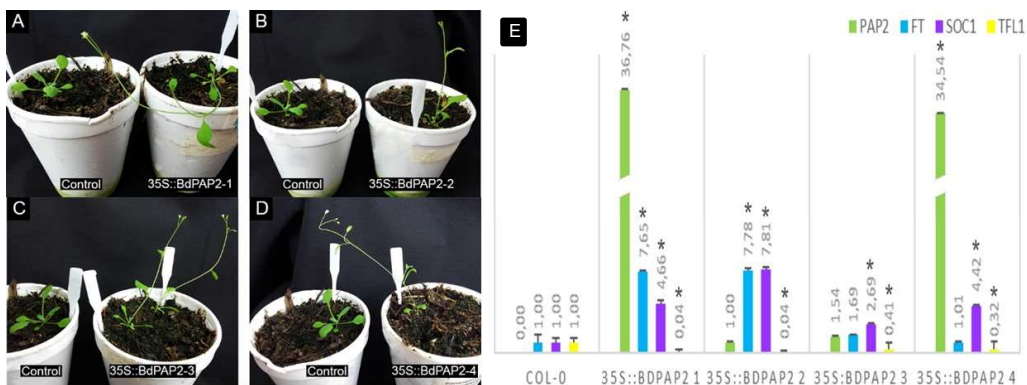 A
Control
35S::BdPAP2-1
B
Control
35S::BdPAP2-2
C
Control
35S::BdPAP2-3
D
Control
35S::BdPAP2-4
E
PAP2 FT SOC1 TFL1
0,00 1,00 1,00 1,00
36,76 * 7,65 * 4,66 * 0,04 *
1,00 7,78 * 7,81 * 0,04 *
1,54 1,69 2,69 * 0,41 *
34,54 * 1,01 4,42 * 0,32 *
COL-0 35S::BDPAP2 1 35S::BDPAP2 2 35S::BDPAP2 3 35S::BDPAP2 4